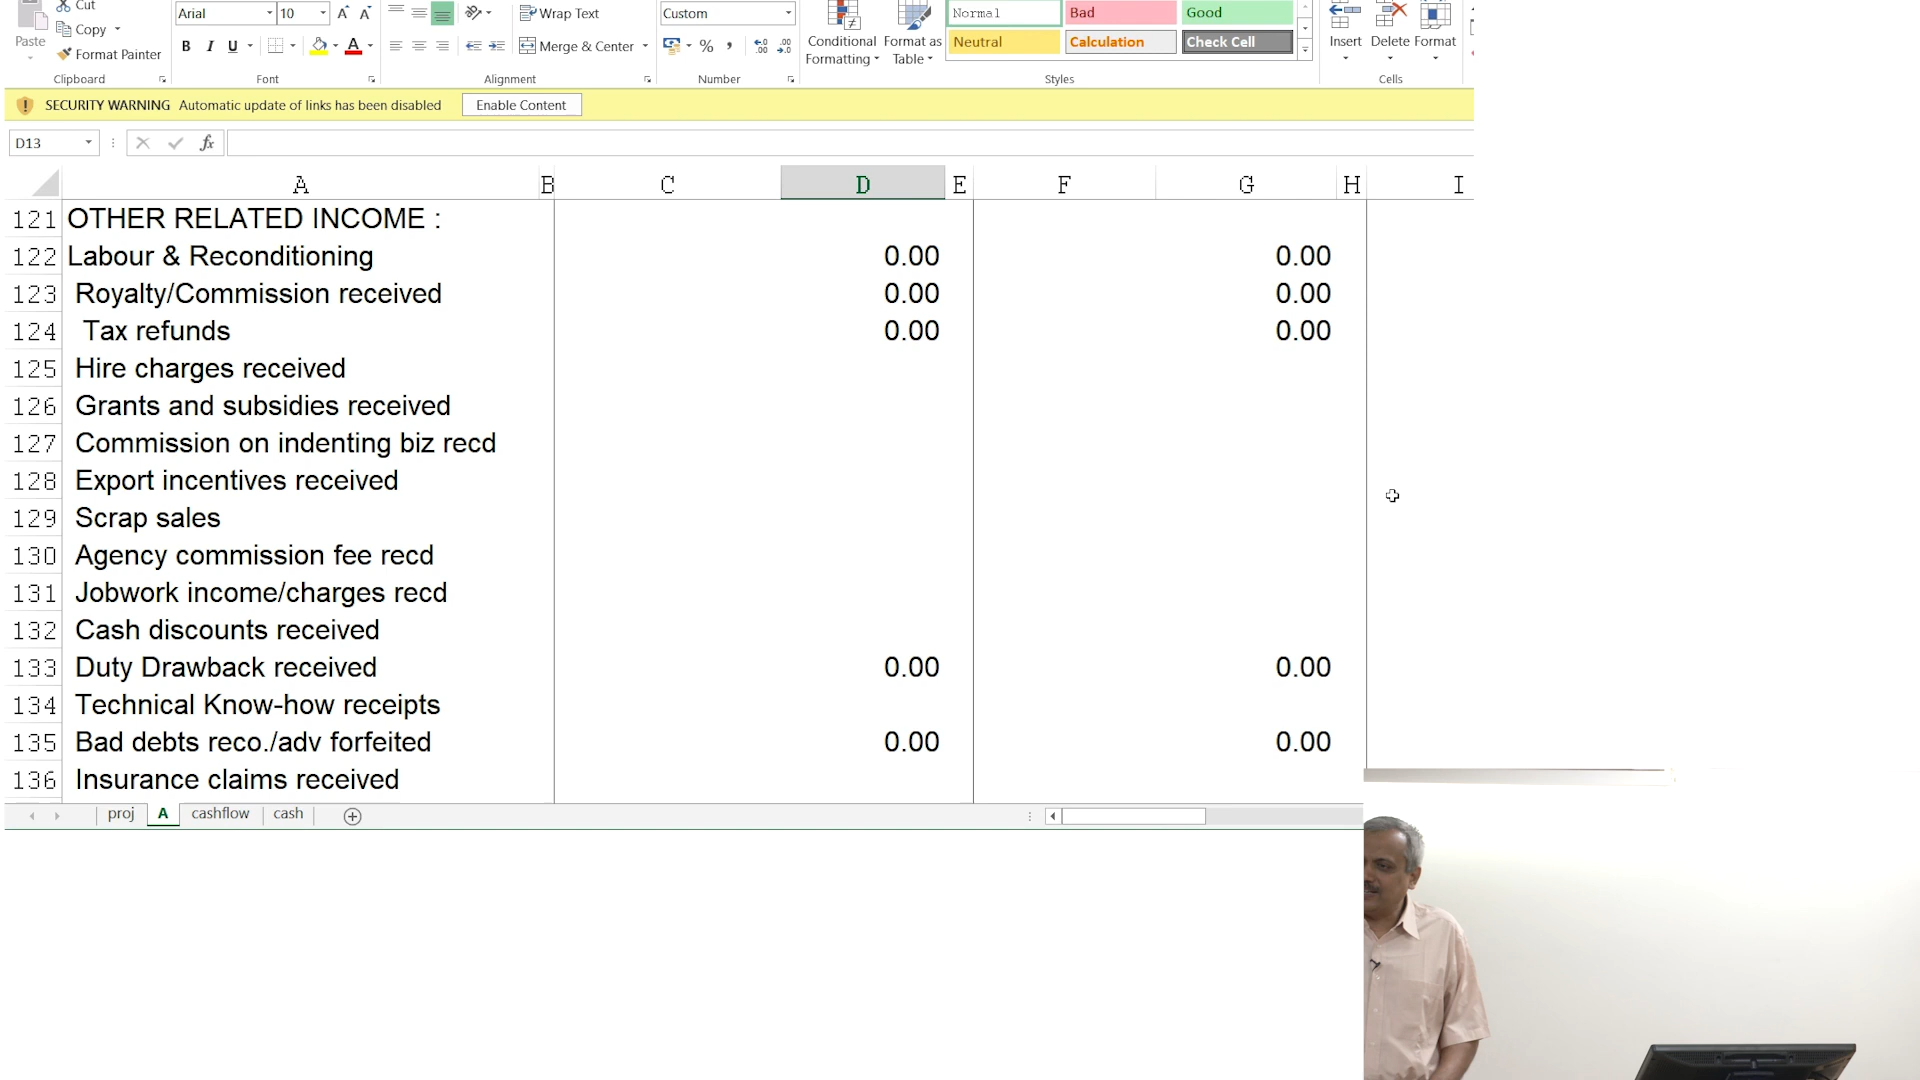 Cut
Paste
Copy
Format Painter
Clipboard
Arial
10
B I U
A
Font
Wrap Text
Merge & Center
Alignment
Custom
%
Number
Conditional
Formatting
Format as
Table
Normal
Bad
Good
Neutral
Calculation
Check Cell
Styles
Insert
Delete
Format
Cells
SECURITY WARNING Automatic update of links has been disabled Enable Content
D13
fx
A B C D E F G H I
121 OTHER RELATED INCOME :
122 Labour & Reconditioning 0.00 0.00
123 Royalty/Commission received 0.00 0.00
124 Tax refunds 0.00 0.00
125 Hire charges received
126 Grants and subsidies received
127 Commission on indenting biz recd
128 Export incentives received
129 Scrap sales
130 Agency commission fee recd
131 Jobwork income/charges recd
132 Cash discounts received
133 Duty Drawback received 0.00 0.00
134 Technical Know-how receipts
135 Bad debts reco./adv forfeited 0.00 0.00
136 Insurance claims received
proj A cashflow cash